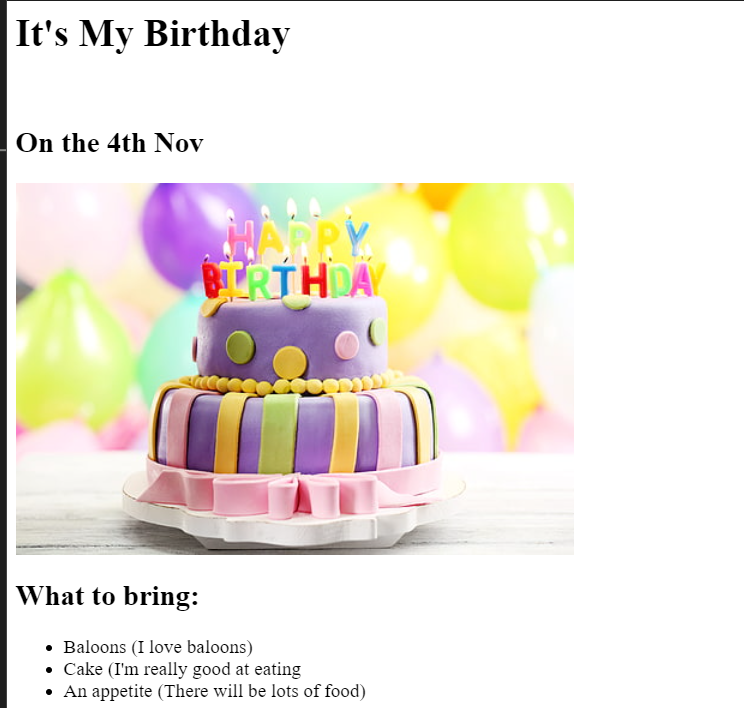 It's My Birthday
On the 4th Nov
HAPPY
BIRTHDAY
What to bring:
Baloons (I love baloons)
Cake (I'm really good at eating
An appetite (There will be lots of food)